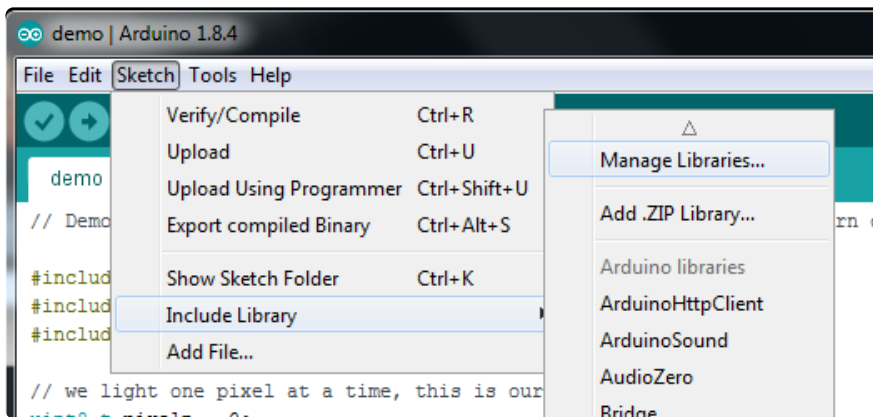 demo | Arduino 1.8.4
File Edit Sketch Tools Help
Verify/Compile Ctrl+R
Upload Ctrl+U
Upload Using Programmer Ctrl+Shift+U
Export compiled Binary Ctrl+Alt+S
Show Sketch Folder Ctrl+K
Include Library
Add File...
Manage Libraries...
Add .ZIP Library...
Arduino libraries
ArduinoHttpClient
ArduinoSound
AudioZero
Bridge
demo
// Demo
#includ
#includ
#includ
// we light one pixel at a time, this is our